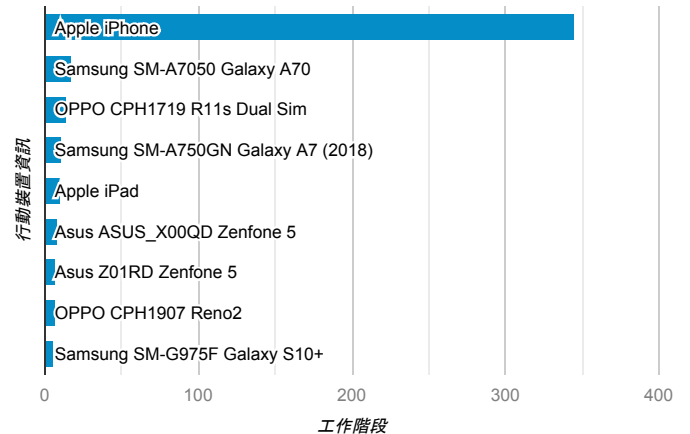 Apple iPhone
Samsung SM-A7050 Galaxy A70
OPPO CPH1719 R11s Dual Sim
Samsung SM-A750GN Galaxy A7 (2018)
Apple iPad
Asus ASUS_X00QD Zenfone 5
Asus Z01RD Zenfone 5
OPPO CPH1907 Reno2
Samsung SM-G975F Galaxy S10+
行動裝置資訊
0 100 200 300 400
工作階段